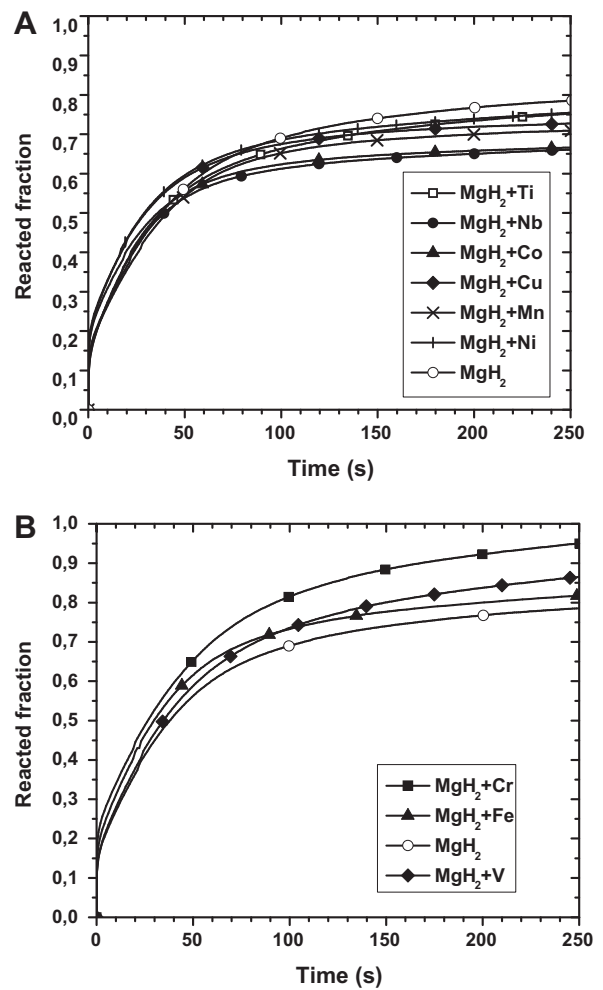 A
1,0
0,9
0,8
0,7
0,6
0,5
0,4
0,3
0,2
0,1
0,0
Reacted fraction
MgH2+Ti
MgH2+Nb
MgH2+Co
MgH2+Cu
MgH2+Mn
MgH2+Ni
MgH2
0 50 100 150 200 250
Time (s)
B
1,0
0,9
0,8
0,7
0,6
0,5
0,4
0,3
0,2
0,1
0,0
Reacted fraction
MgH2+Cr
MgH2+Fe
MgH2
MgH2+V
0 50 100 150 200 250
Time (s)